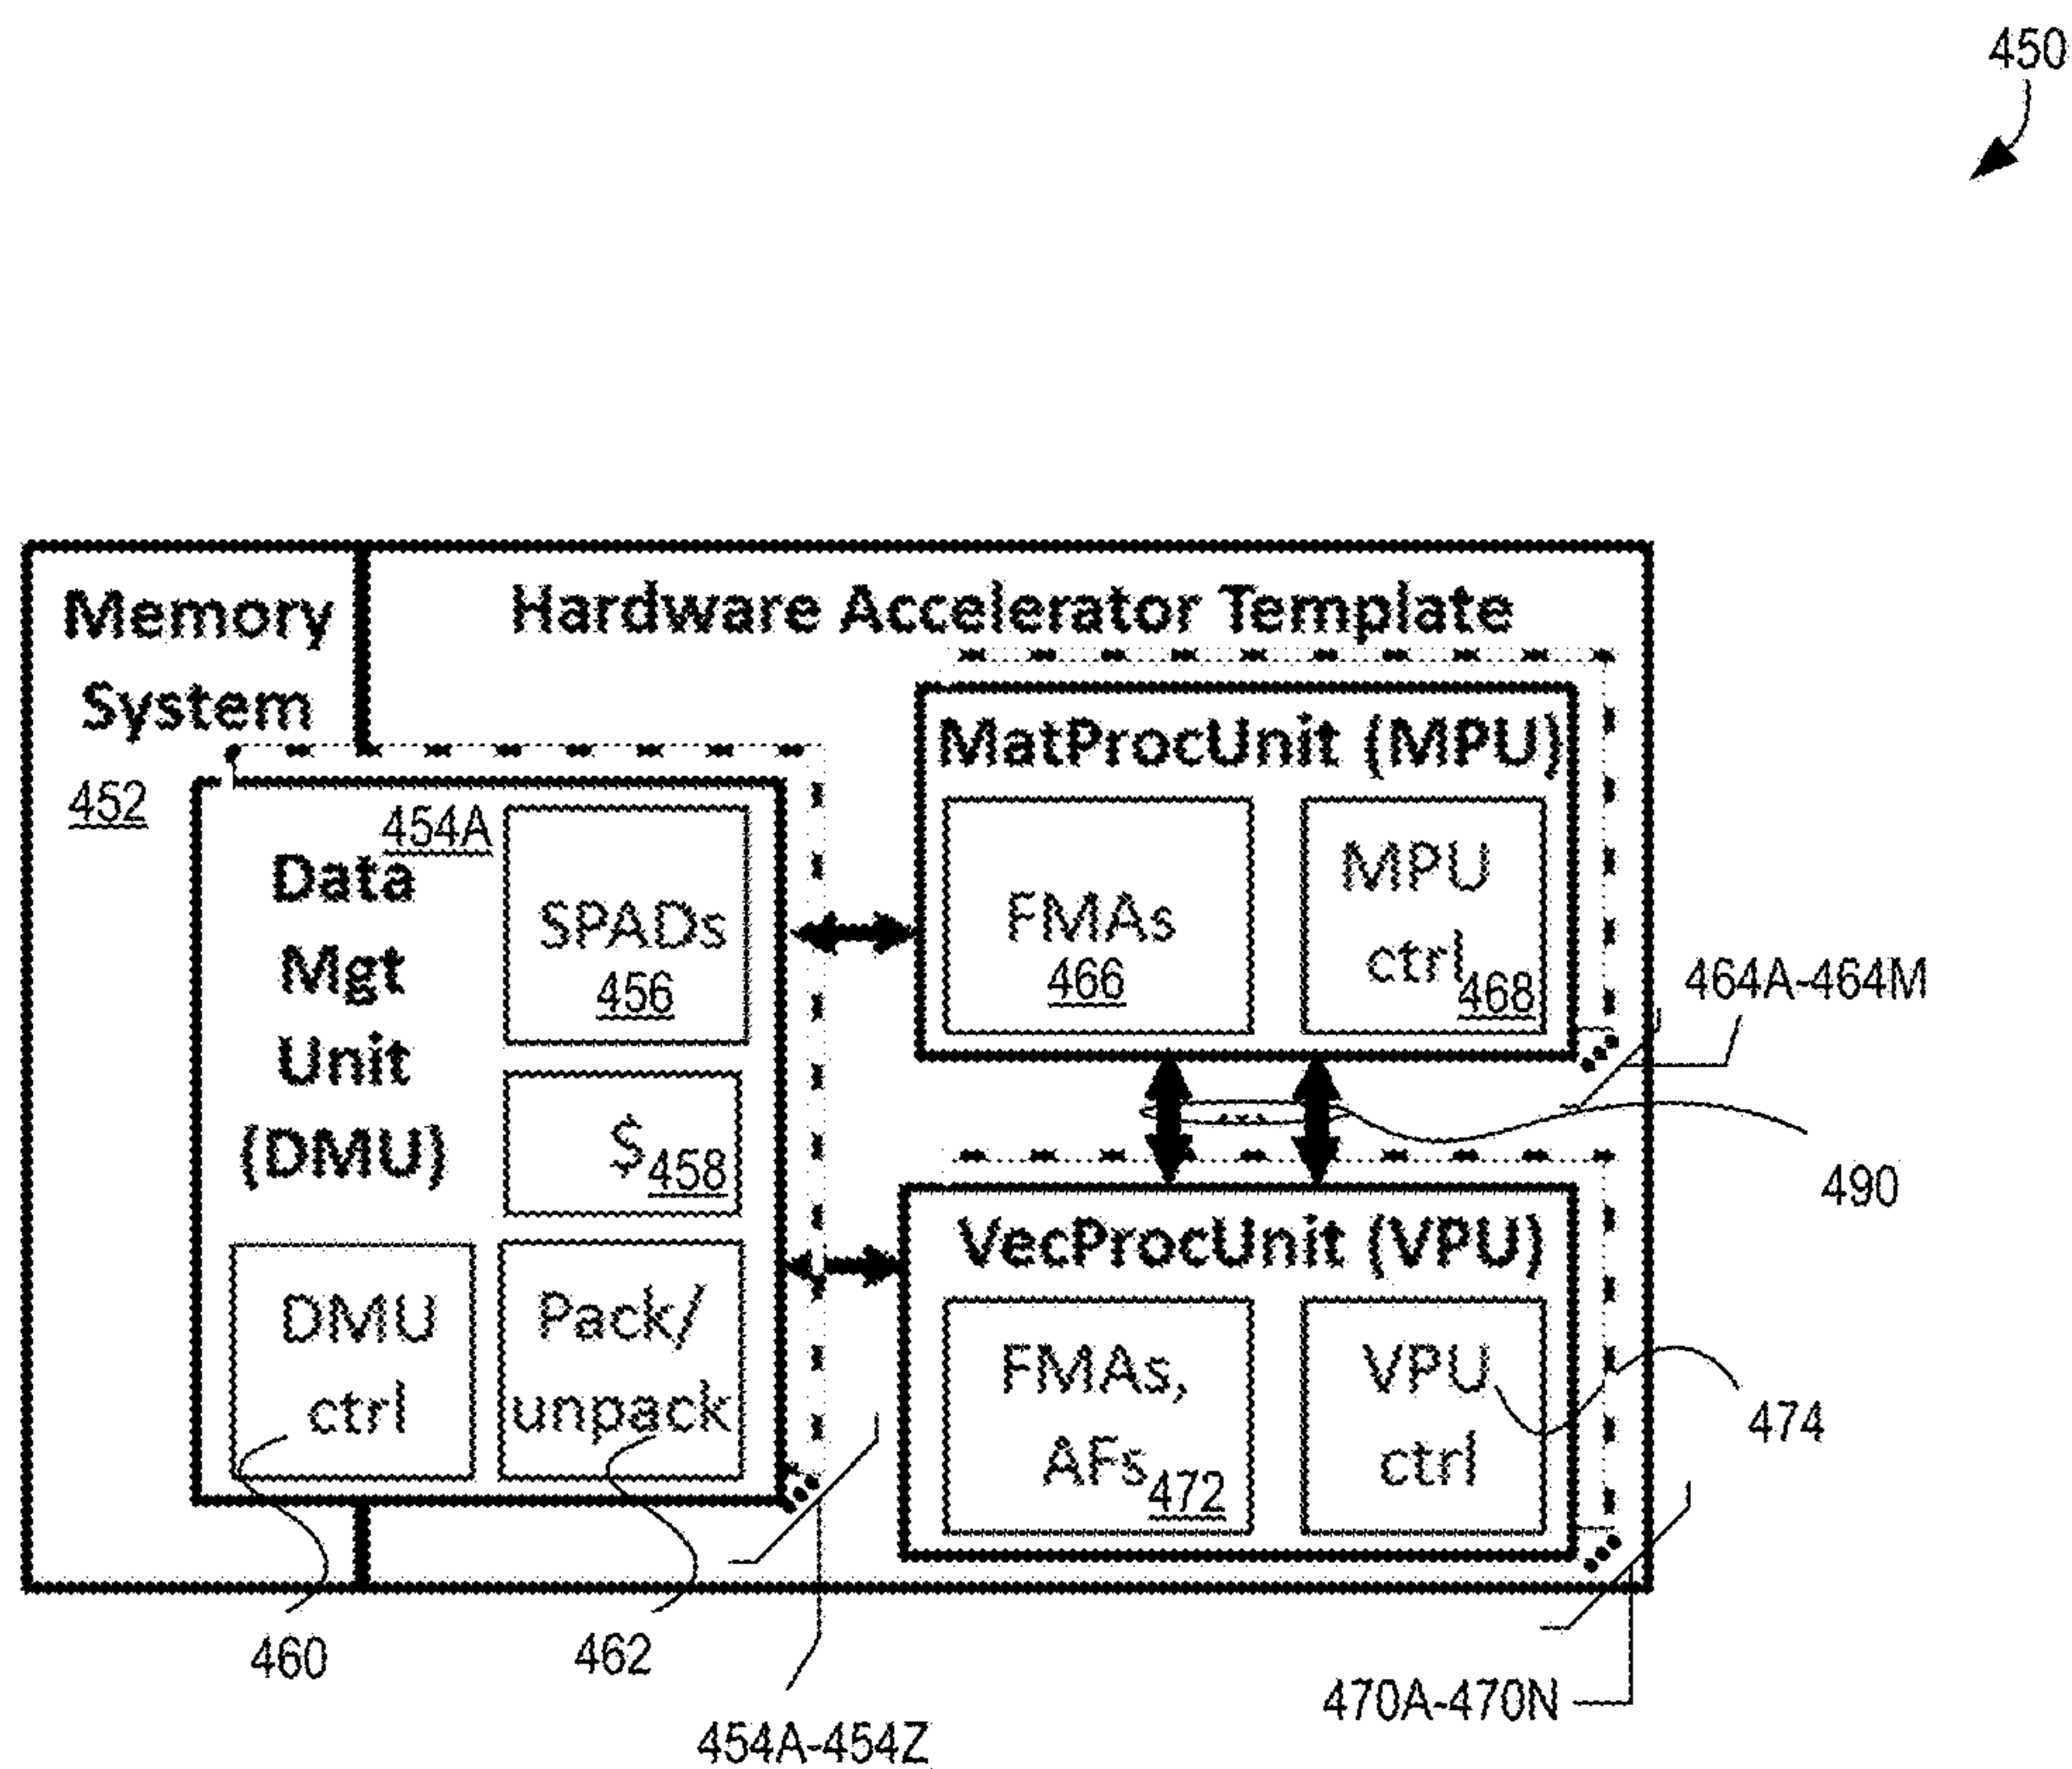 450
Memory
System
452
Hardware Accelerator Template
454A
Data
Mgt
Unit
(DMU)
SPADs
456
$ 458
DMU
ctrl
Pack/
unpack
MatProcUnit (MPU)
FMAs
466
MPU
ctrl 468
464A-464M
490
VecProcUnit (VPU)
FMAs,
AFs 472
VPU
ctrl
474
460
462
454A-454Z
470A-470N